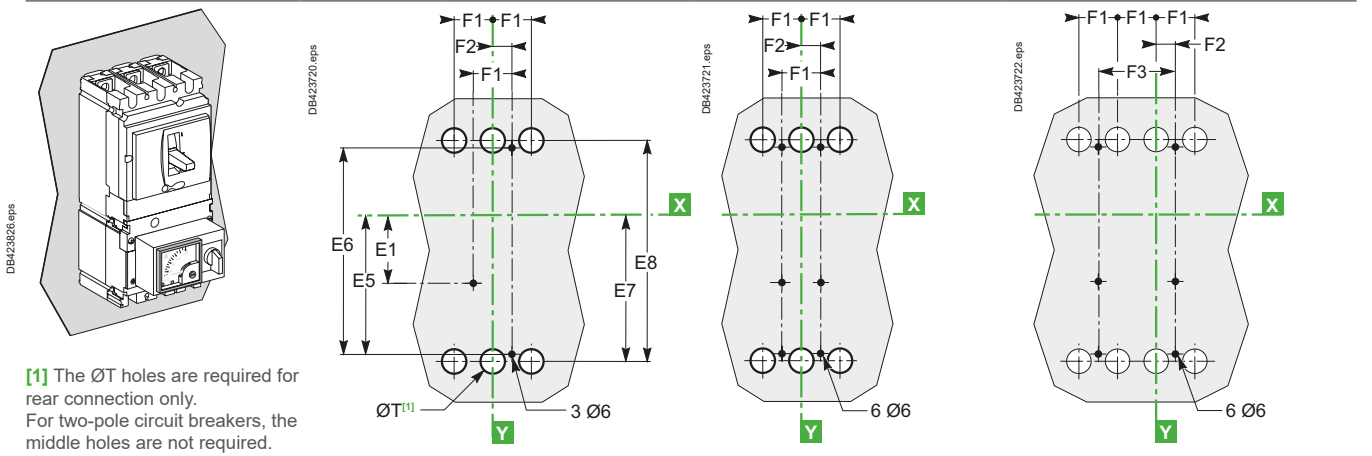 DB423826.eps
[1] The ØT holes are required for
rear connection only.
For two-pole circuit breakers, the
middle holes are not required.
DB423720.eps
F1 F1
F2
F1
X
E6
E1
E5
E8
E7
ØT[1]
3 Ø6
Y
DB423721.eps
F1 F1
F2
F1
X
6 Ø6
Y
DB423722.eps
F1 F1 F1
F2
F3
X
6 Ø6
Y